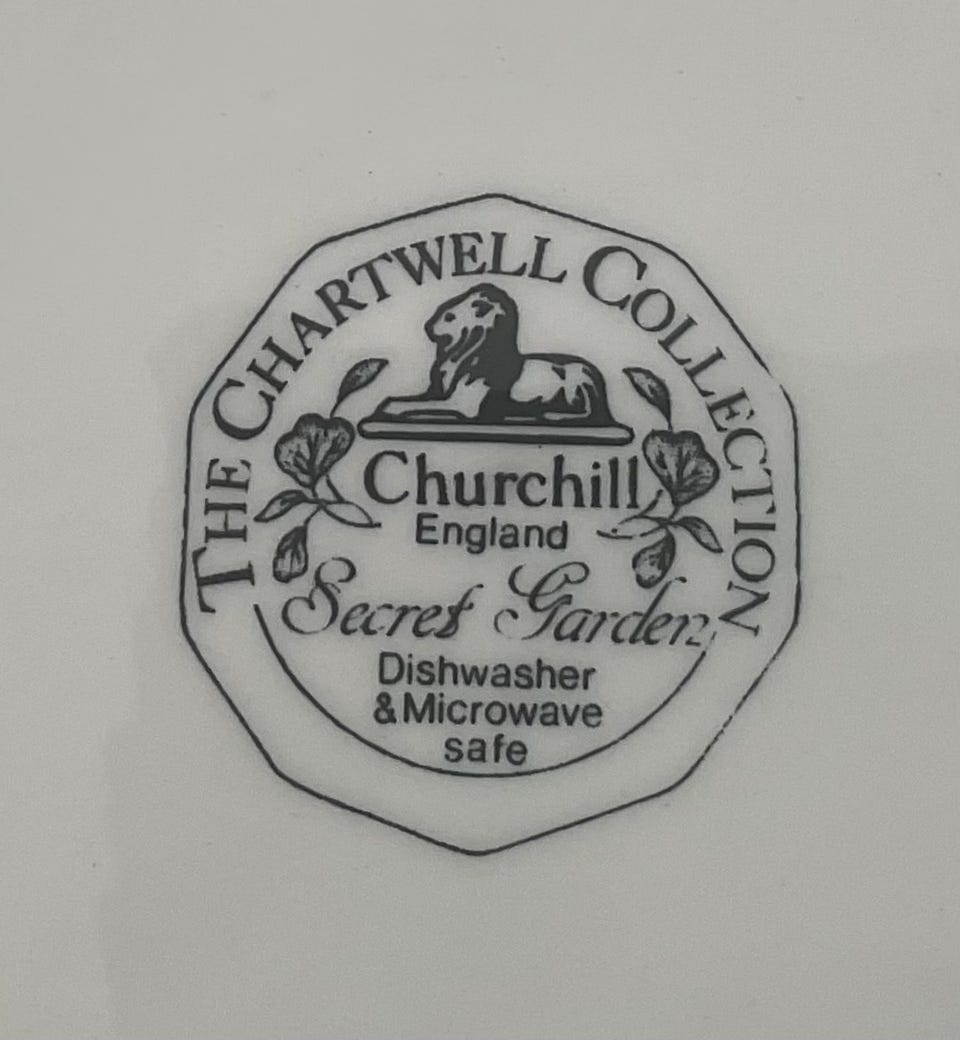 THE CHARTWELL COLLECTION
Churchill
England
Secret Garden
Dishwasher
&Microwave
safe